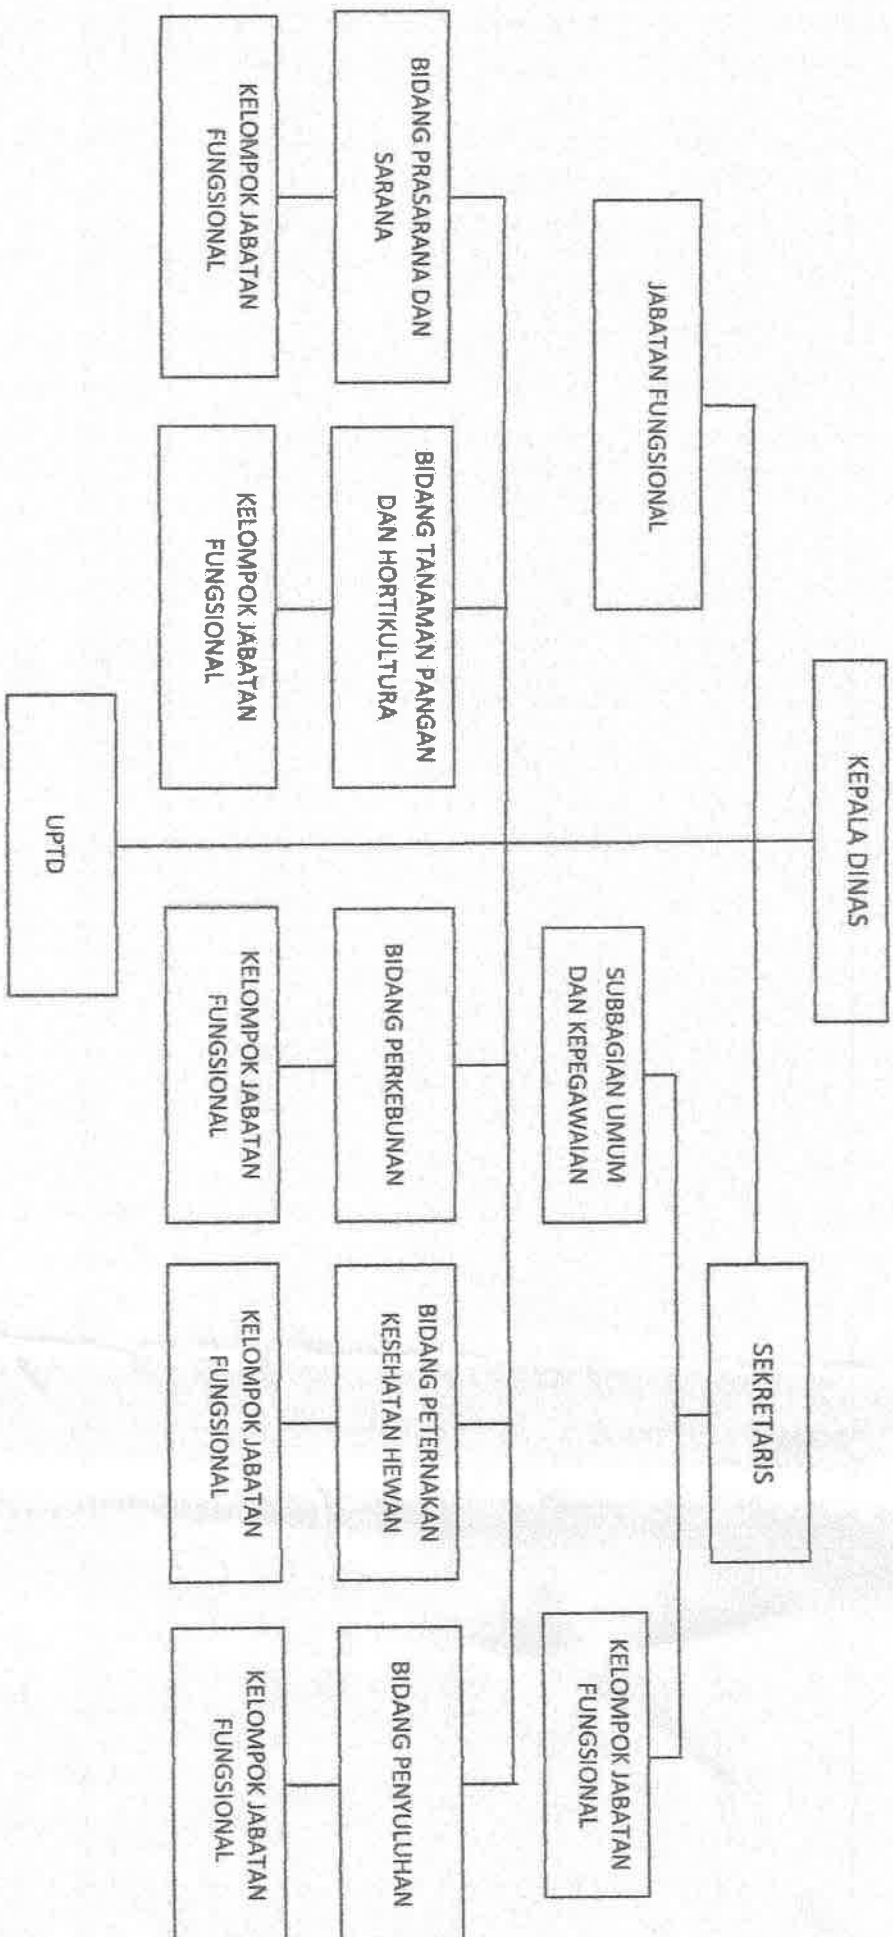 KEPALA DINAS
JABATAN FUNGSIONAL
SEKRETARIS
SUBBAGIAN UMUM
DAN KEPEGAWAIAN
KELOMPOK JABATAN
FUNGSIONAL
BIDANG PRASARANA DAN
SARANA
BIDANG TANAMAN PANGAN
DAN HORTIKULTURA
BIDANG PERKEBUNAN
BIDANG PETERNAKAN
KESEHATAN HEWAN
BIDANG PENYULUHAN
KELOMPOK JABATAN
FUNGSIONAL
KELOMPOK JABATAN
FUNGSIONAL
KELOMPOK JABATAN
FUNGSIONAL
KELOMPOK JABATAN
FUNGSIONAL
KELOMPOK JABATAN
FUNGSIONAL
UPTD